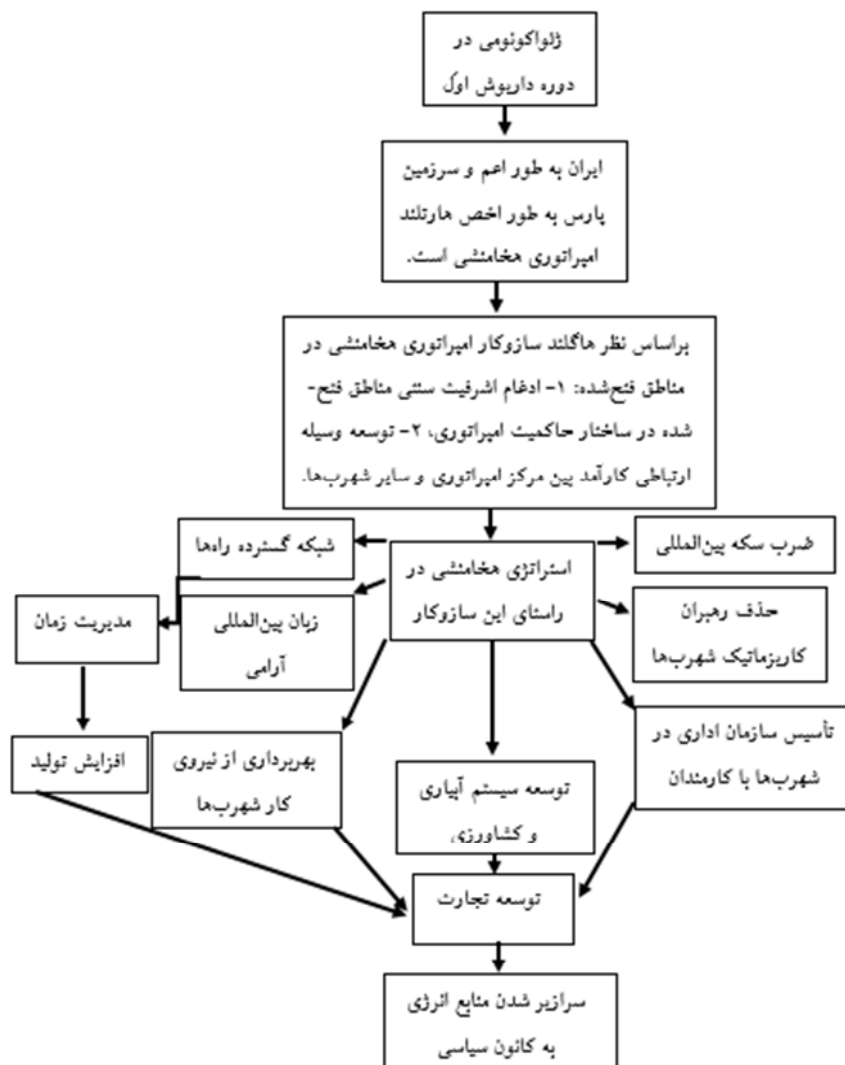 ژئواکونومی در
دوره داریوش اول
ایران به طور اعم و سرزمین
پارس به طور اخص هارتلند
امپراتوری هخامنشی است.
براساس نظر هاگلند سازوکار امپراتوری هخامنشی در
مناطق فتح‌شده: ۱- ادغام اشرفیت سنتی مناطق فتح-
شده در ساختار حاکمیت امپراتوری، ۲- توسعه وسیله
ارتباطی کارآمد بین مرکز امپراتوری و سایر شهرب‌ها.
ضرب سکه بین‌المللی
شبکه گسترده راه‌ها
استراتژی هخامنشی در
راستای این سازوکار
حذف رهبران
کاریزماتیک شهرب‌ها
زبان بین‌المللی
آرامی
مدیریت زمان
تأسیس سازمان اداری در
شهرب‌ها با کارمندان
توسعه سیستم آبیاری
و کشاورزی
بهربرداری از نیروی
کار شهرب‌ها
افزایش تولید
توسعه تجارت
سرازیر شدن منابع انرژی
به کانون سیاسی